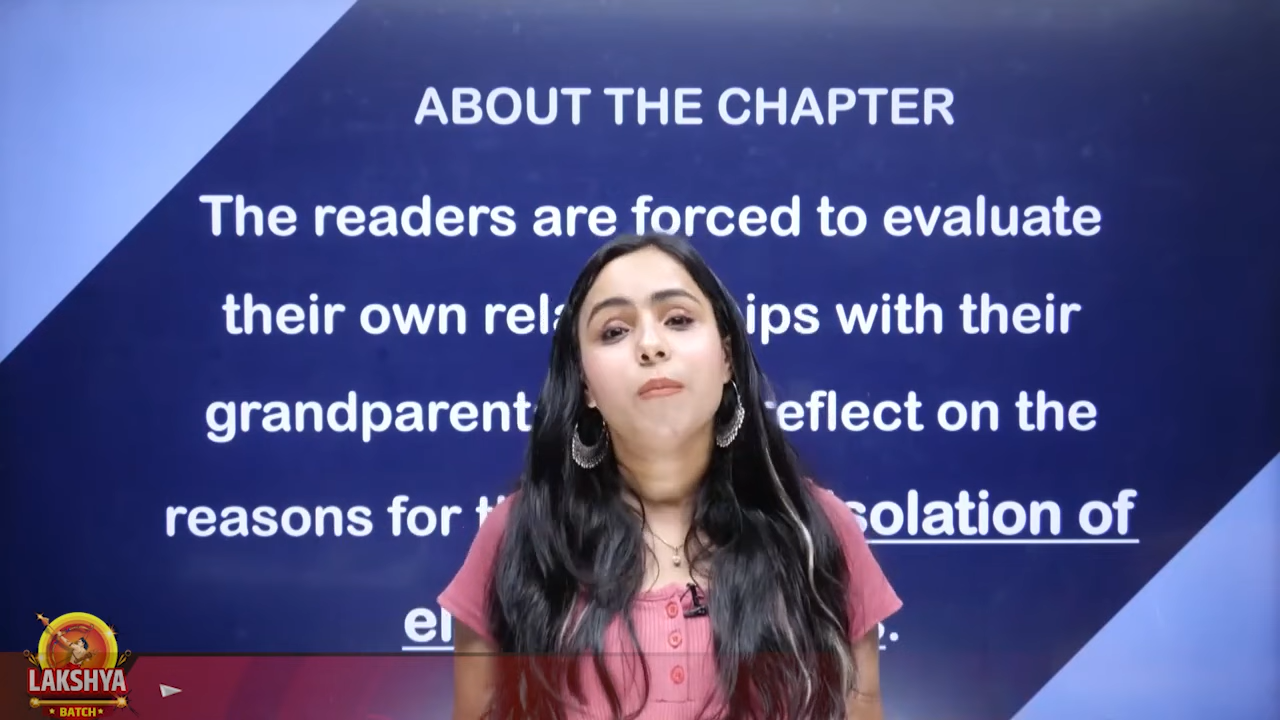 ABOUT THE CHAPTER
The readers are forced to evaluate
their own rela ips with their
grandparent reflect on the
reasons for solation of
LAKSHYA
BATCH